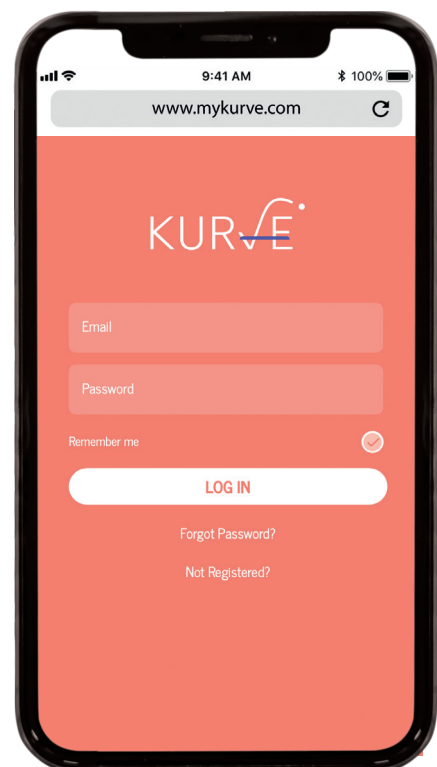 9:41 AM 100%
www.mykurve.com
KURVE
Email
Password
Remember me
LOG IN
Forgot Password?
Not Registered?